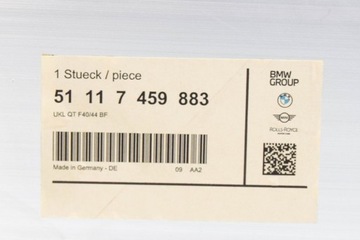 1 Stueck / piece
51 11 7 459 883
UKL QT F40/44 BF
Made in Germany - DE
09 AA2
BMW
GROUP
ROLLS-ROYCE